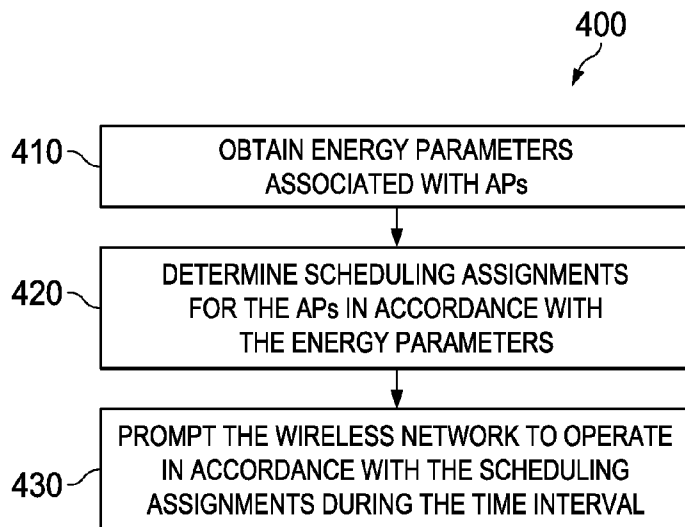 400
410
OBTAIN ENERGY PARAMETERS
ASSOCIATED WITH APs
420
DETERMINE SCHEDULING ASSIGNMENTS
FOR THE APs IN ACCORDANCE WITH
THE ENERGY PARAMETERS
430
PROMPT THE WIRELESS NETWORK TO OPERATE
IN ACCORDANCE WITH THE SCHEDULING
ASSIGNMENTS DURING THE TIME INTERVAL